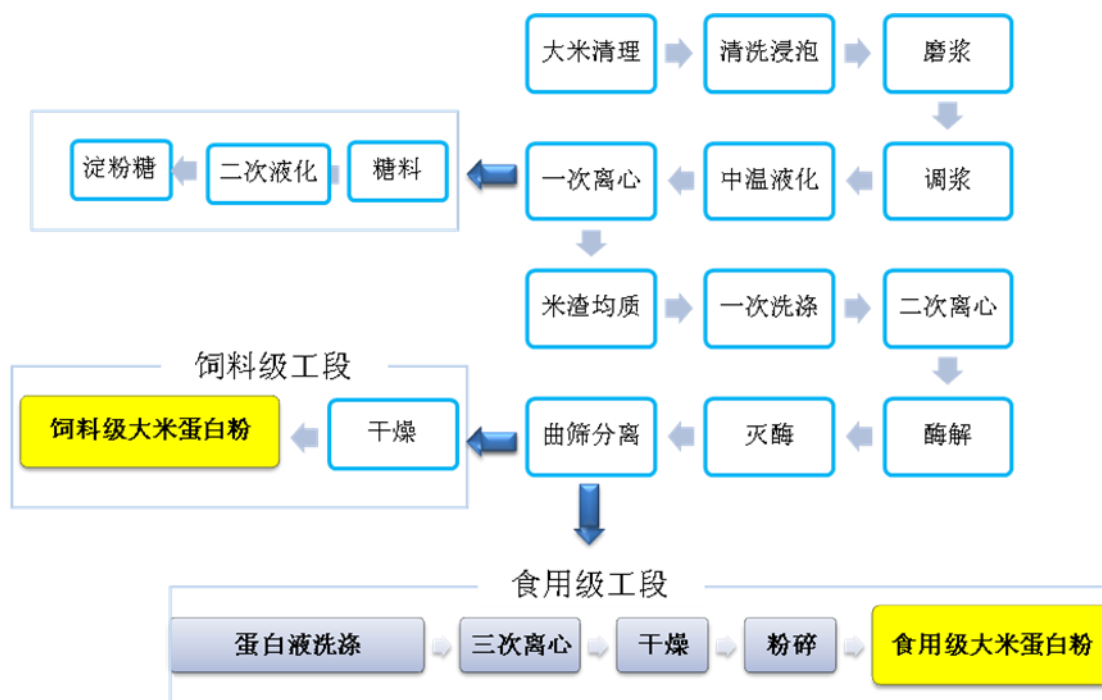 大米清理
清洗浸泡
磨浆
淀粉糖
二次液化
糖料
一次离心
中温液化
调浆
米渣均质
一次洗涤
二次离心
饲料级工段
饲料级大米蛋白粉
干燥
曲筛分离
灭酶
酶解
食用级工段
蛋白液洗涤
三次离心
干燥
粉碎
食用级大米蛋白粉